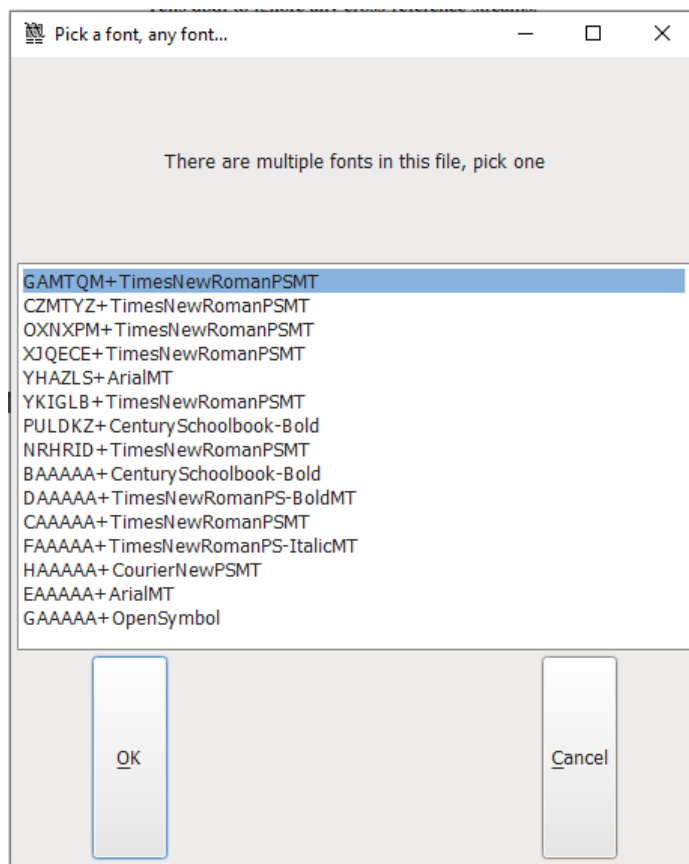 Pick a font, any font...
There are multiple fonts in this file, pick one
GAMTQM+TimesNewRomanPSMT
CZMTYZ+TimesNewRomanPSMT
OXNXPM+TimesNewRomanPSMT
XJQECE+TimesNewRomanPSMT
YHAZLS+ArialMT
YKIGLB+TimesNewRomanPSMT
PULDKZ+CenturySchoolbook-Bold
NRHRID+TimesNewRomanPSMT
BAAAAA+CenturySchoolbook-Bold
DAAAAA+TimesNewRomanPS-BoldMT
CAAAAA+TimesNewRomanPSMT
FAAAAA+TimesNewRomanPS-ItalicMT
HAAAAA+CourierNewPSMT
EAAAAA+ArialMT
GAAAAA+OpenSymbol
OK Cancel